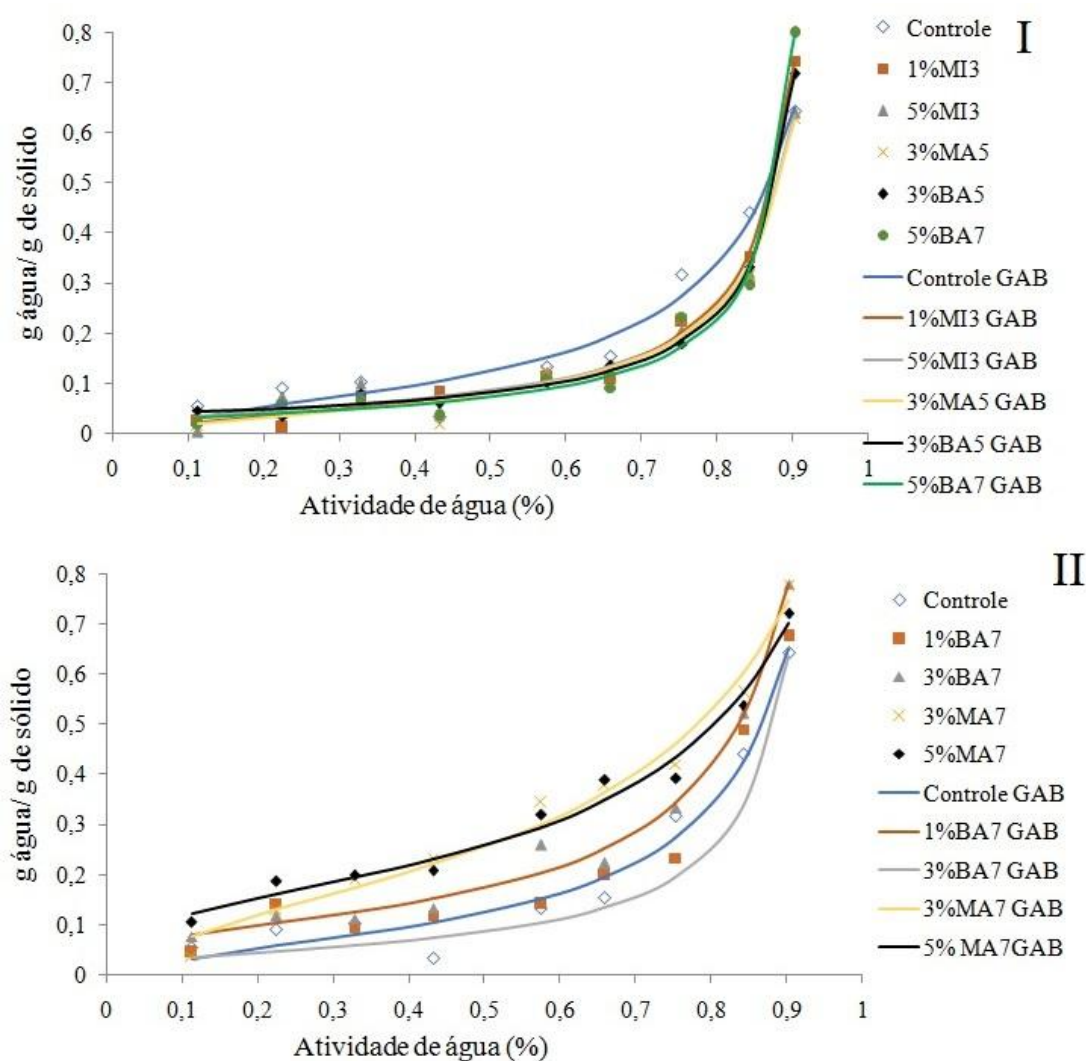 I
g água/ g de sólido
0,8
0,7
0,6
0,5
0,4
0,3
0,2
0,1
0
0 0,1 0,2 0,3 0,4 0,5 0,6 0,7 0,8 0,9 1
Atividade de água (%)
Controle
1%MI3
5%MI3
3%MA5
3%BA5
5%BA7
Controle GAB
1%MI3 GAB
5%MI3 GAB
3%MA5 GAB
3%BA5 GAB
5%BA7 GAB
II
g água/ g de sólido
0,8
0,7
0,6
0,5
0,4
0,3
0,2
0,1
0
0 0,1 0,2 0,3 0,4 0,5 0,6 0,7 0,8 0,9 1
Atividade de água (%)
Controle
1%BA7
3%BA7
3%MA7
5%MA7
Controle GAB
1%BA7 GAB
3%BA7 GAB
3%MA7 GAB
5% MA7GAB